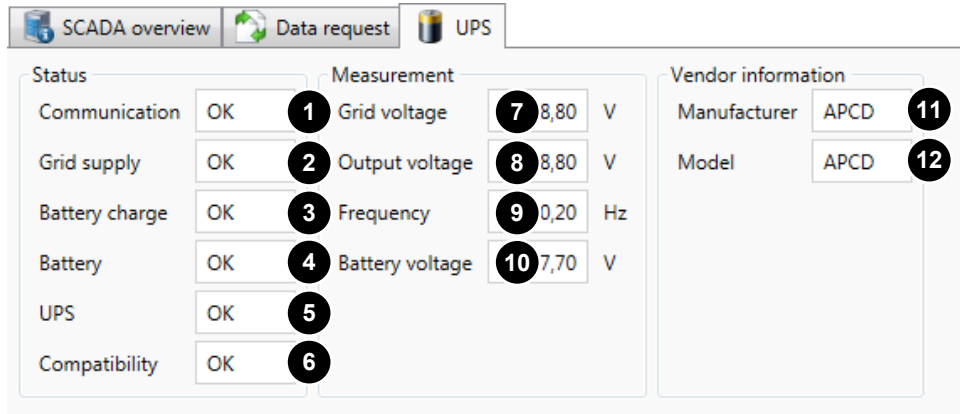 SCADA overview Data request UPS
Status Measurement Vendor information
Communication OK 1 Grid voltage 7 8,80 V Manufacturer APCD 11
Grid supply OK 2 Output voltage 8 8,80 V Model APCD 12
Battery charge OK 3 Frequency 9 0,20 Hz
Battery OK 4 Battery voltage 10 7,70 V
UPS OK 5
Compatibility OK 6